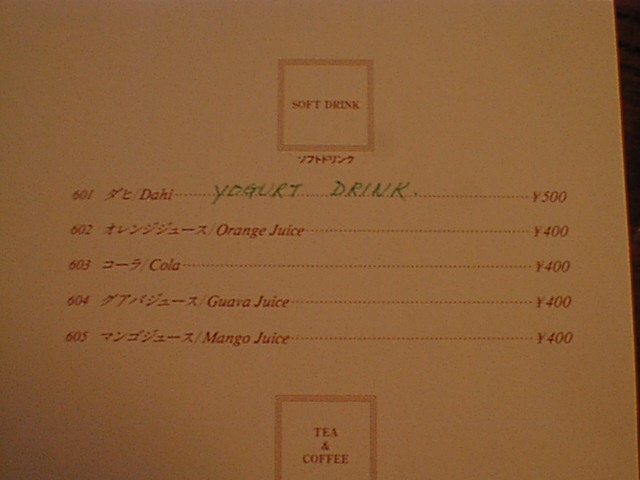 SOFT DRINK
ソフトドリンク
601 ダヒ/Dahi YOGURT DRINK. ¥500
602 オレンジジュース/Orange Juice ¥400
603 コーラ/Cola ¥400
604 グアバジュース/Guava Juice ¥400
605 マンゴジュース/Mango Juice ¥400
TEA
&
COFFEE